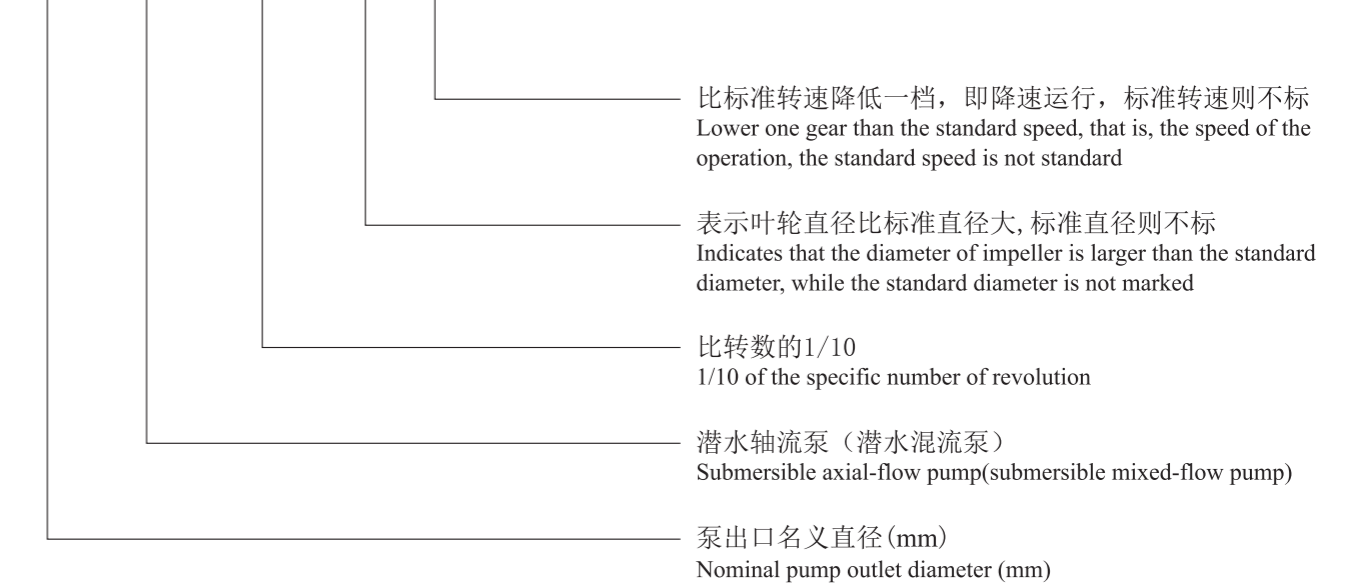 比标准转速降低一档，即降速运行，标准转速则不标
Lower one gear than the standard speed, that is, the speed of the
operation, the standard speed is not standard
表示叶轮直径比标准直径大,标准直径则不标
Indicates that the diameter of impeller is larger than the standard
diameter, while the standard diameter is not marked
比转数的1/10
1/10 of the specific number of revolution
潜水轴流泵（潜水混流泵）
Submersible axial-flow pump(submersible mixed-flow pump)
泵出口名义直径(mm)
Nominal pump outlet diameter (mm)